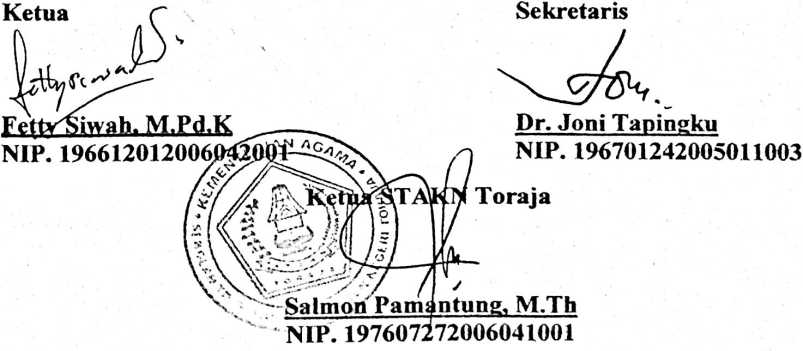 Ketua
Sekretaris
Fetty Siwah, M.Pd.K
NIP. 196612012006042001
Dr. Joni Tapingku
NIP. 196701242005011003
Ketua STAKN Toraja
Salmon Pamantung, M.Th
NIP. 197607272006041001